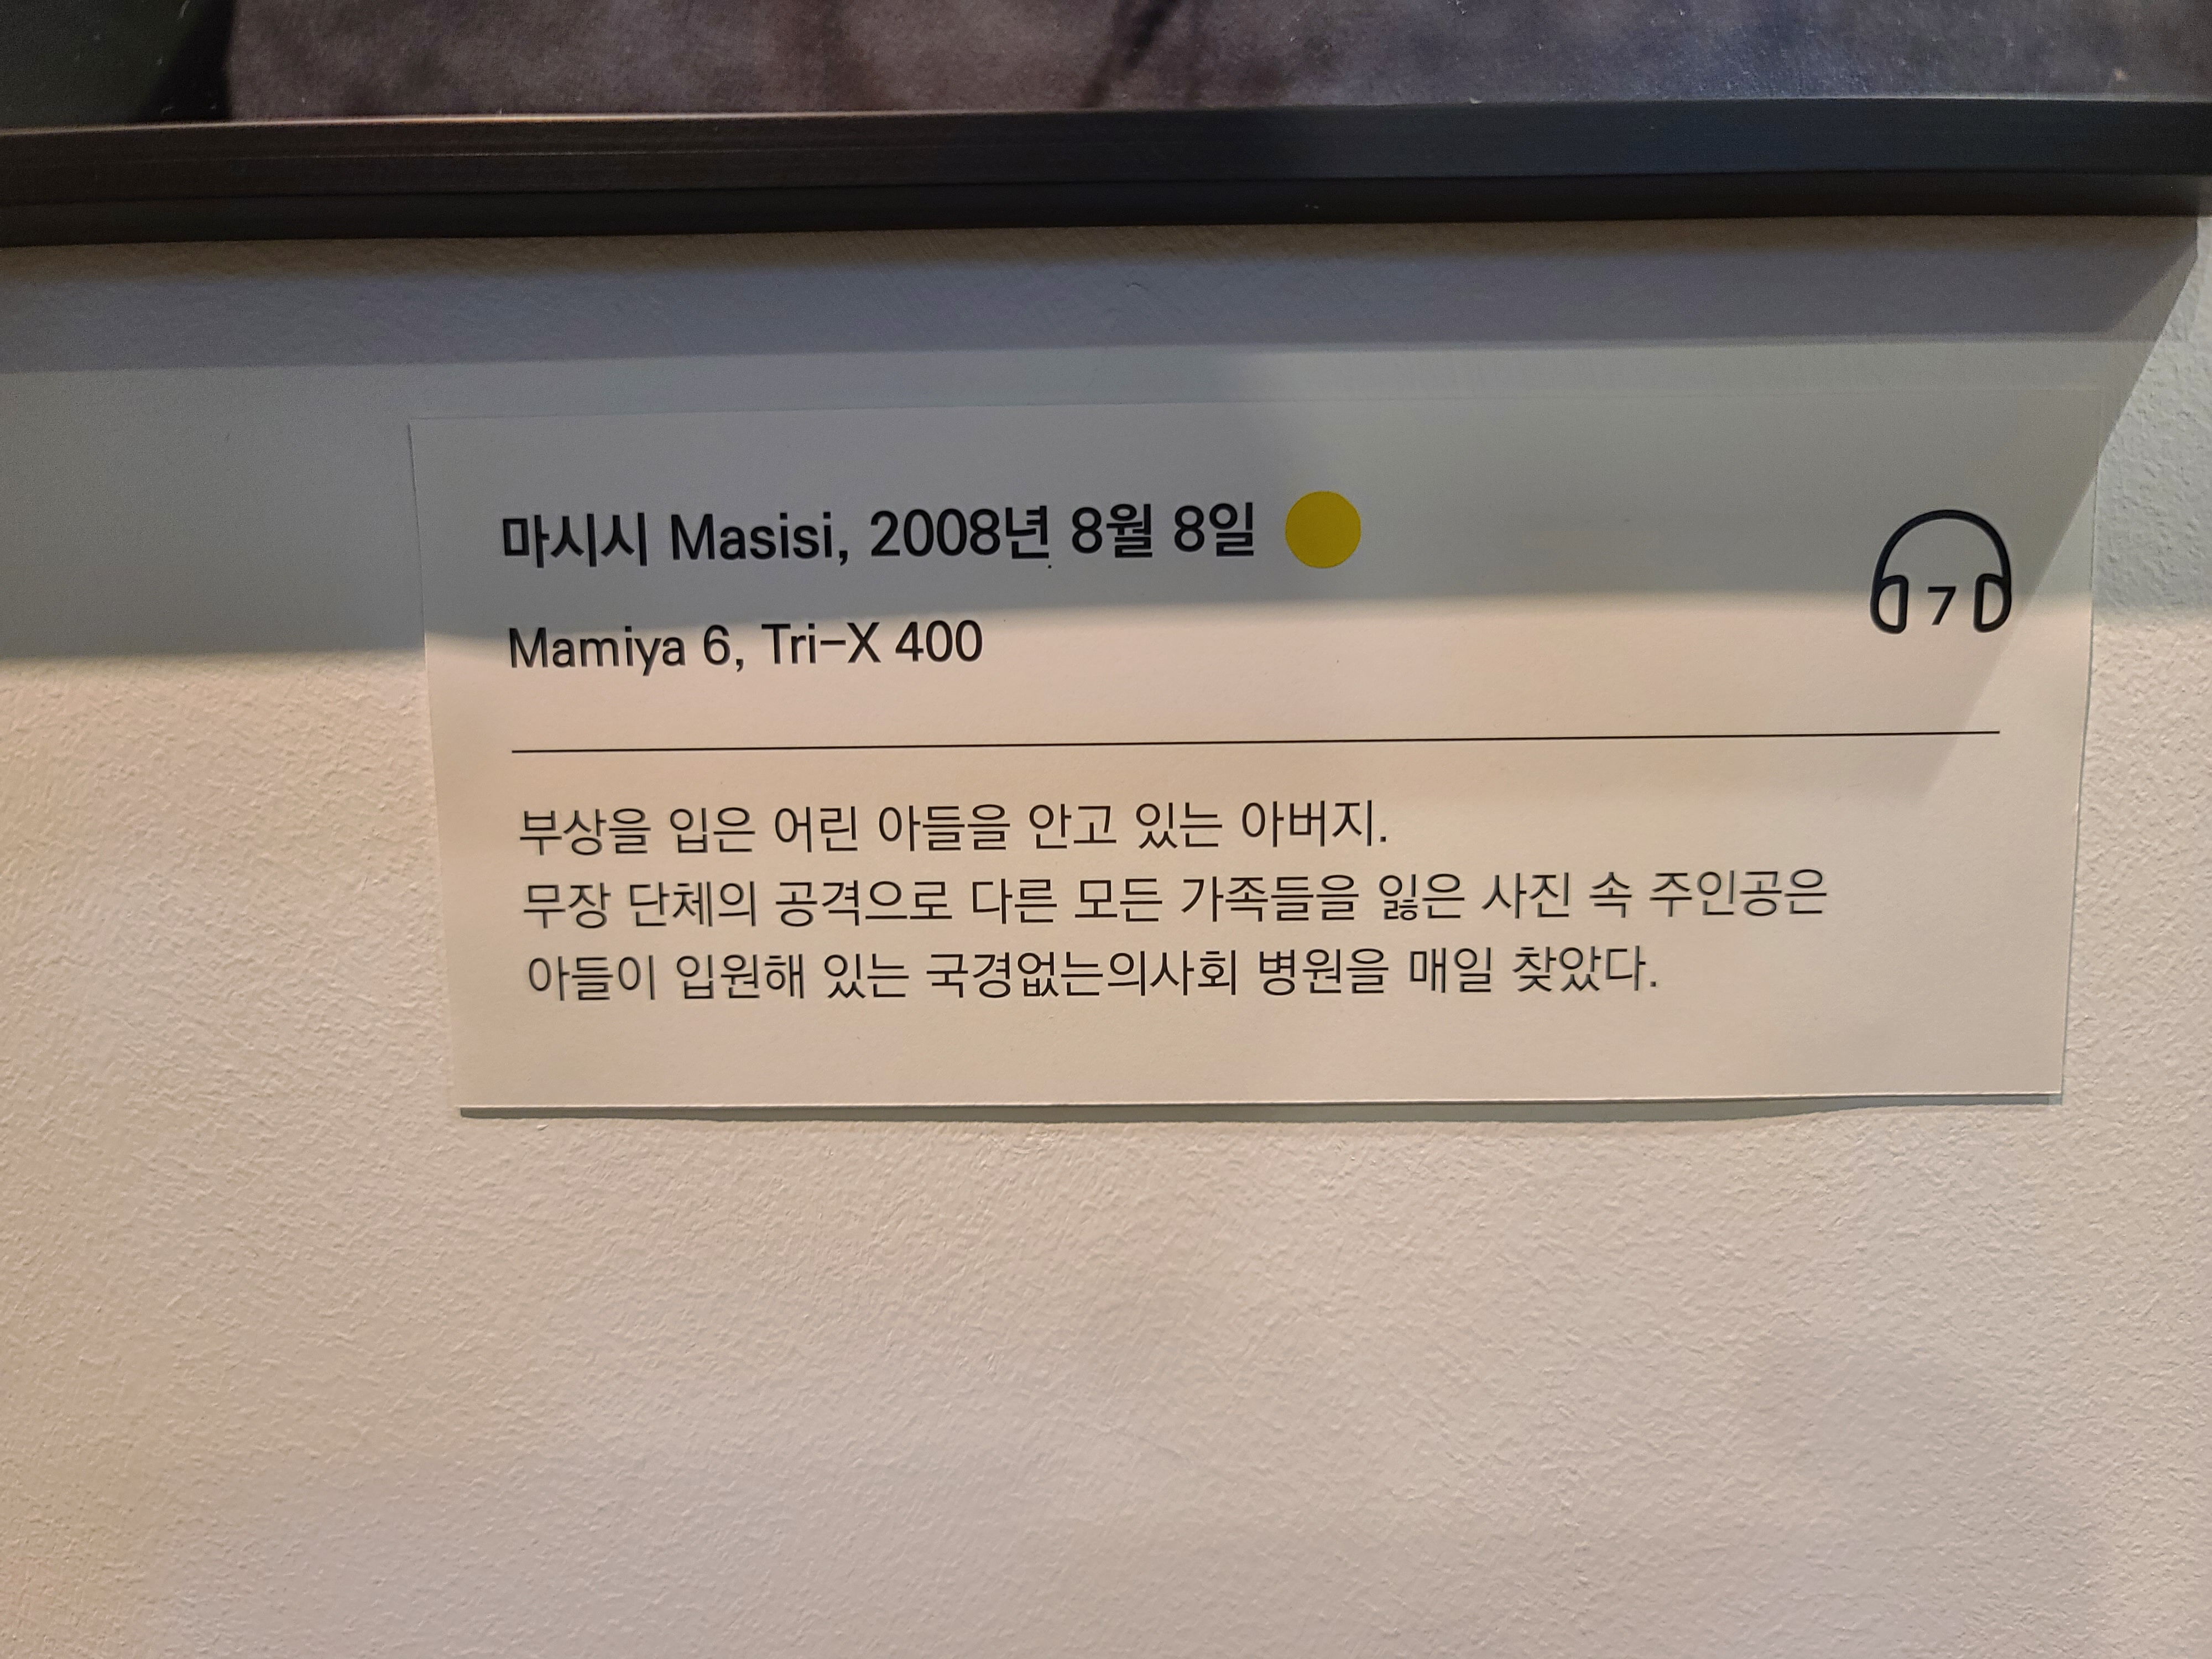 마시시 Masisi, 2008년 8월 8일
7
Mamiya 6, Tri-X 400
부상을 입은 어린 아들을 안고 있는 아버지.
무장 단체의 공격으로 다른 모든 가족들을 잃은 사진 속 주인공은
아들이 입원해 있는 국경없는의사회 병원을 매일 찾았다.